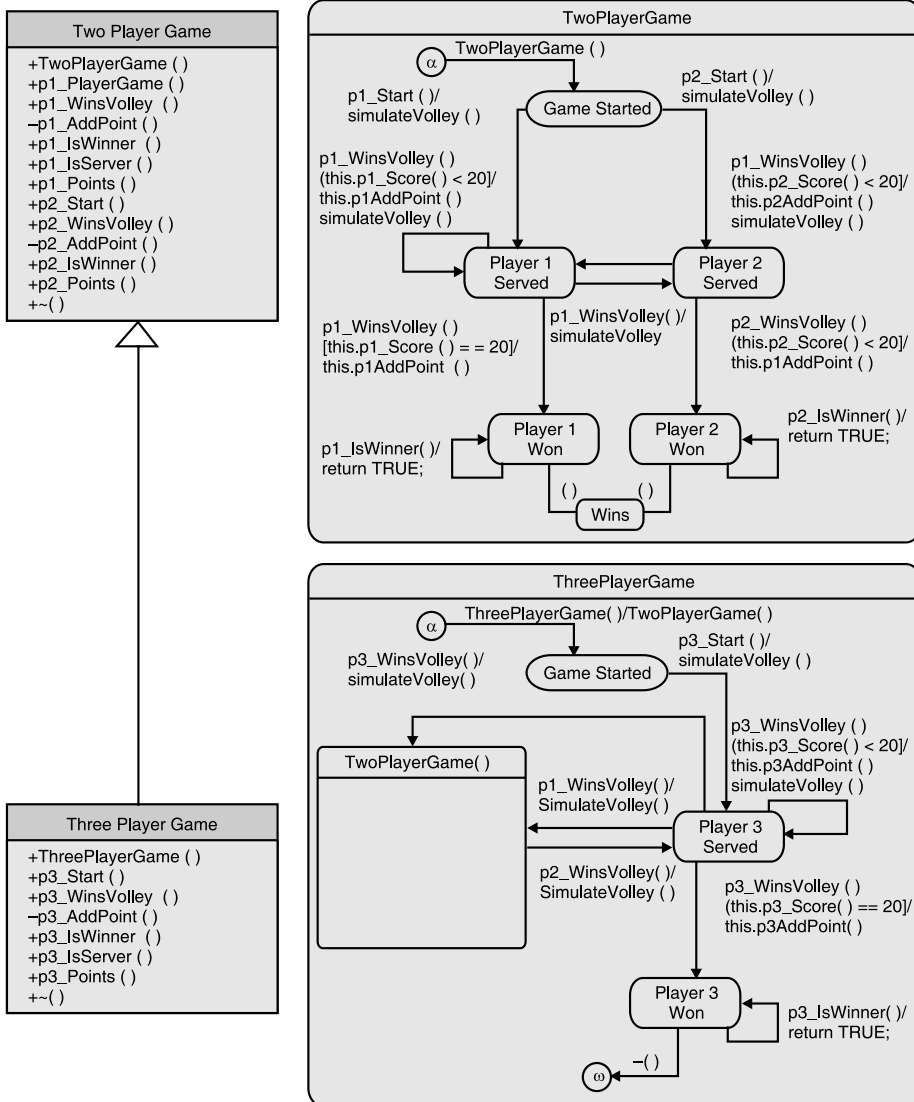 Two Player Game
+TwoPlayerGame ( )
+p1_PlayerGame ( )
+p1_WinsVolley ( )
–p1_AddPoint ( )
+p1_IsWinner ( )
+p1_IsServer ( )
+p1_Points ( )
+p2_Start ( )
+p2_WinsVolley ( )
–p2_AddPoint ( )
+p2_IsWinner ( )
+p2_Points ( )
+~( )
Three Player Game
+ThreePlayerGame ( )
+p3_Start ( )
+p3_WinsVolley ( )
–p3_AddPoint ( )
+p3_IsWinner ( )
+p3_IsServer ( )
+p3_Points ( )
+~( )
TwoPlayerGame
α
TwoPlayerGame ( )
p1_Start ( )/
simulateVolley ( )
Game Started
p2_Start ( )/
simulateVolley ( )
p1_WinsVolley ( )
(this.p1_Score( ) < 20]/
this.p1AddPoint ( )
simulateVolley ( )
p1_WinsVolley ( )
(this.p2_Score( ) < 20]/
this.p2AddPoint ( )
simulateVolley ( )
Player 1
Served
Player 2
Served
p1_WinsVolley ( )
[this.p1_Score ( ) = = 20]/
this.p1AddPoint ( )
p1_WinsVolley( )/
simulateVolley
p2_WinsVolley ( )
(this.p2_Score( ) < 20]/
this.p1AddPoint ( )
Player 1
Won
Player 2
Won
p1_IsWinner( )/
return TRUE;
p2_IsWinner( )/
return TRUE;
( )
( )
Wins
ThreePlayerGame
α
ThreePlayerGame( )/TwoPlayerGame( )
p3_WinsVolley( )/
simulateVolley( )
Game Started
p3_Start ( )/
simulateVolley ( )
TwoPlayerGame( )
p3_WinsVolley ( )
(this.p3_Score( ) < 20]/
this.p3AddPoint ( )
simulateVolley ( )
p1_WinsVolley( )/
SimulateVolley( )
Player 3
Served
p2_WinsVolley( )/
SimulateVolley ( )
p3_WinsVolley ( )
(this.p3_Score( ) == 20]/
this.p3AddPoint( )
Player 3
Won
p3_IsWinner( )/
return TRUE;
–( )
ω